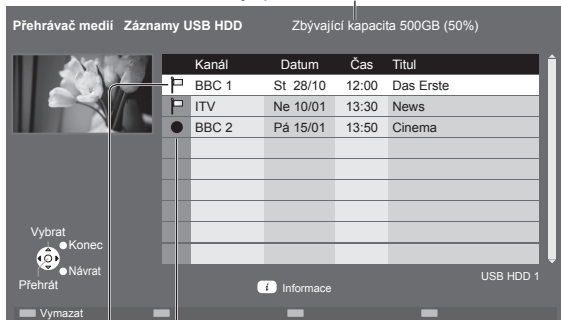 Přehrávač medií Záznamy USB HDD Zbývající kapacita 500GB (50%)
Kanál Datum Čas Titul
BBC 1 St 28/10 12:00 Das Erste
ITV Ne 10/01 13:30 News
BBC 2 Pá 15/01 13:50 Cinema
Vybrat
Konec
Návrat
Přehrát
USB HDD 1
i Informace
Vymazat